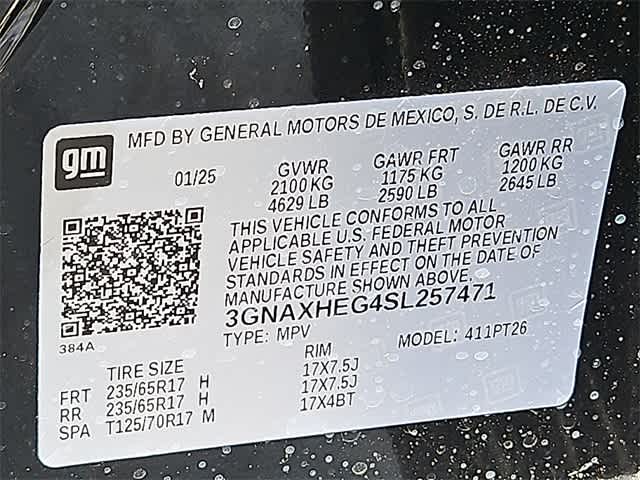 gm MFD BY GENERAL MOTORS DE MEXICO, S. DE R.L. DE C.V.
01/25 GVWR GAWR FRT GAWR RR
2100 KG 1175 KG 1200 KG
4629 LB 2590 LB 2645 LB
THIS VEHICLE CONFORMS TO ALL
APPLICABLE U.S. FEDERAL MOTOR
VEHICLE SAFETY AND THEFT PREVENTION
STANDARDS IN EFFECT ON THE DATE OF
MANUFACTURE SHOWN ABOVE.
3GNAXHEG4SL257471
384A TYPE: MPV MODEL: 411PT26
TIRE SIZE RIM
FRT 235/65R17 H 17X7.5J
RR 235/65R17 H 17X7.5J
SPA T125/70R17 M 17X4BT